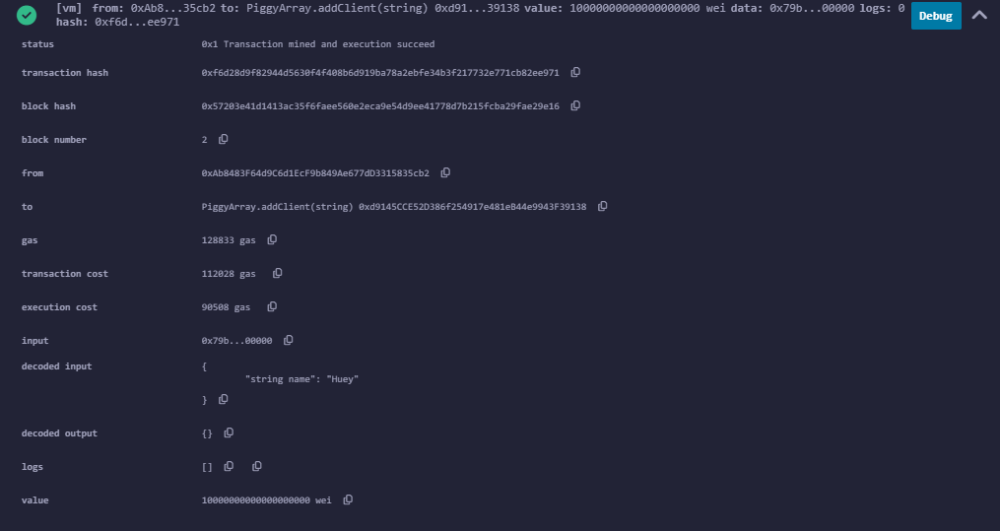 [vm] from: 0xAb8...35cb2 to: PiggyArray.addClient(string) 0xd91...39138 value: 10000000000000000000 wei data: 0x79b...00000 logs: 0
hash: 0xf6d...ee971
Debug
status 0x1 Transaction mined and execution succeed
transaction hash 0xf6d28d9f82944d5630f4f408b6d919ba78a2ebfe34b3f217732e771cb82ee971
block hash 0x57203e41d1413ac35f6faee560e2eca9e54d9ee41778d7b215fcba29fae29e16
block number 2
from 0xAb8483F64d9C6d1EcF9b849Ae677dD3315835cb2
to PiggyArray.addClient(string) 0xd9145CCE52D386f254917e481eB44e9943F39138
gas 128833 gas
transaction cost 112028 gas
execution cost 90508 gas
input 0x79b...00000
decoded input {
"string name": "Huey"
}
decoded output {}
logs []
value 10000000000000000000 wei